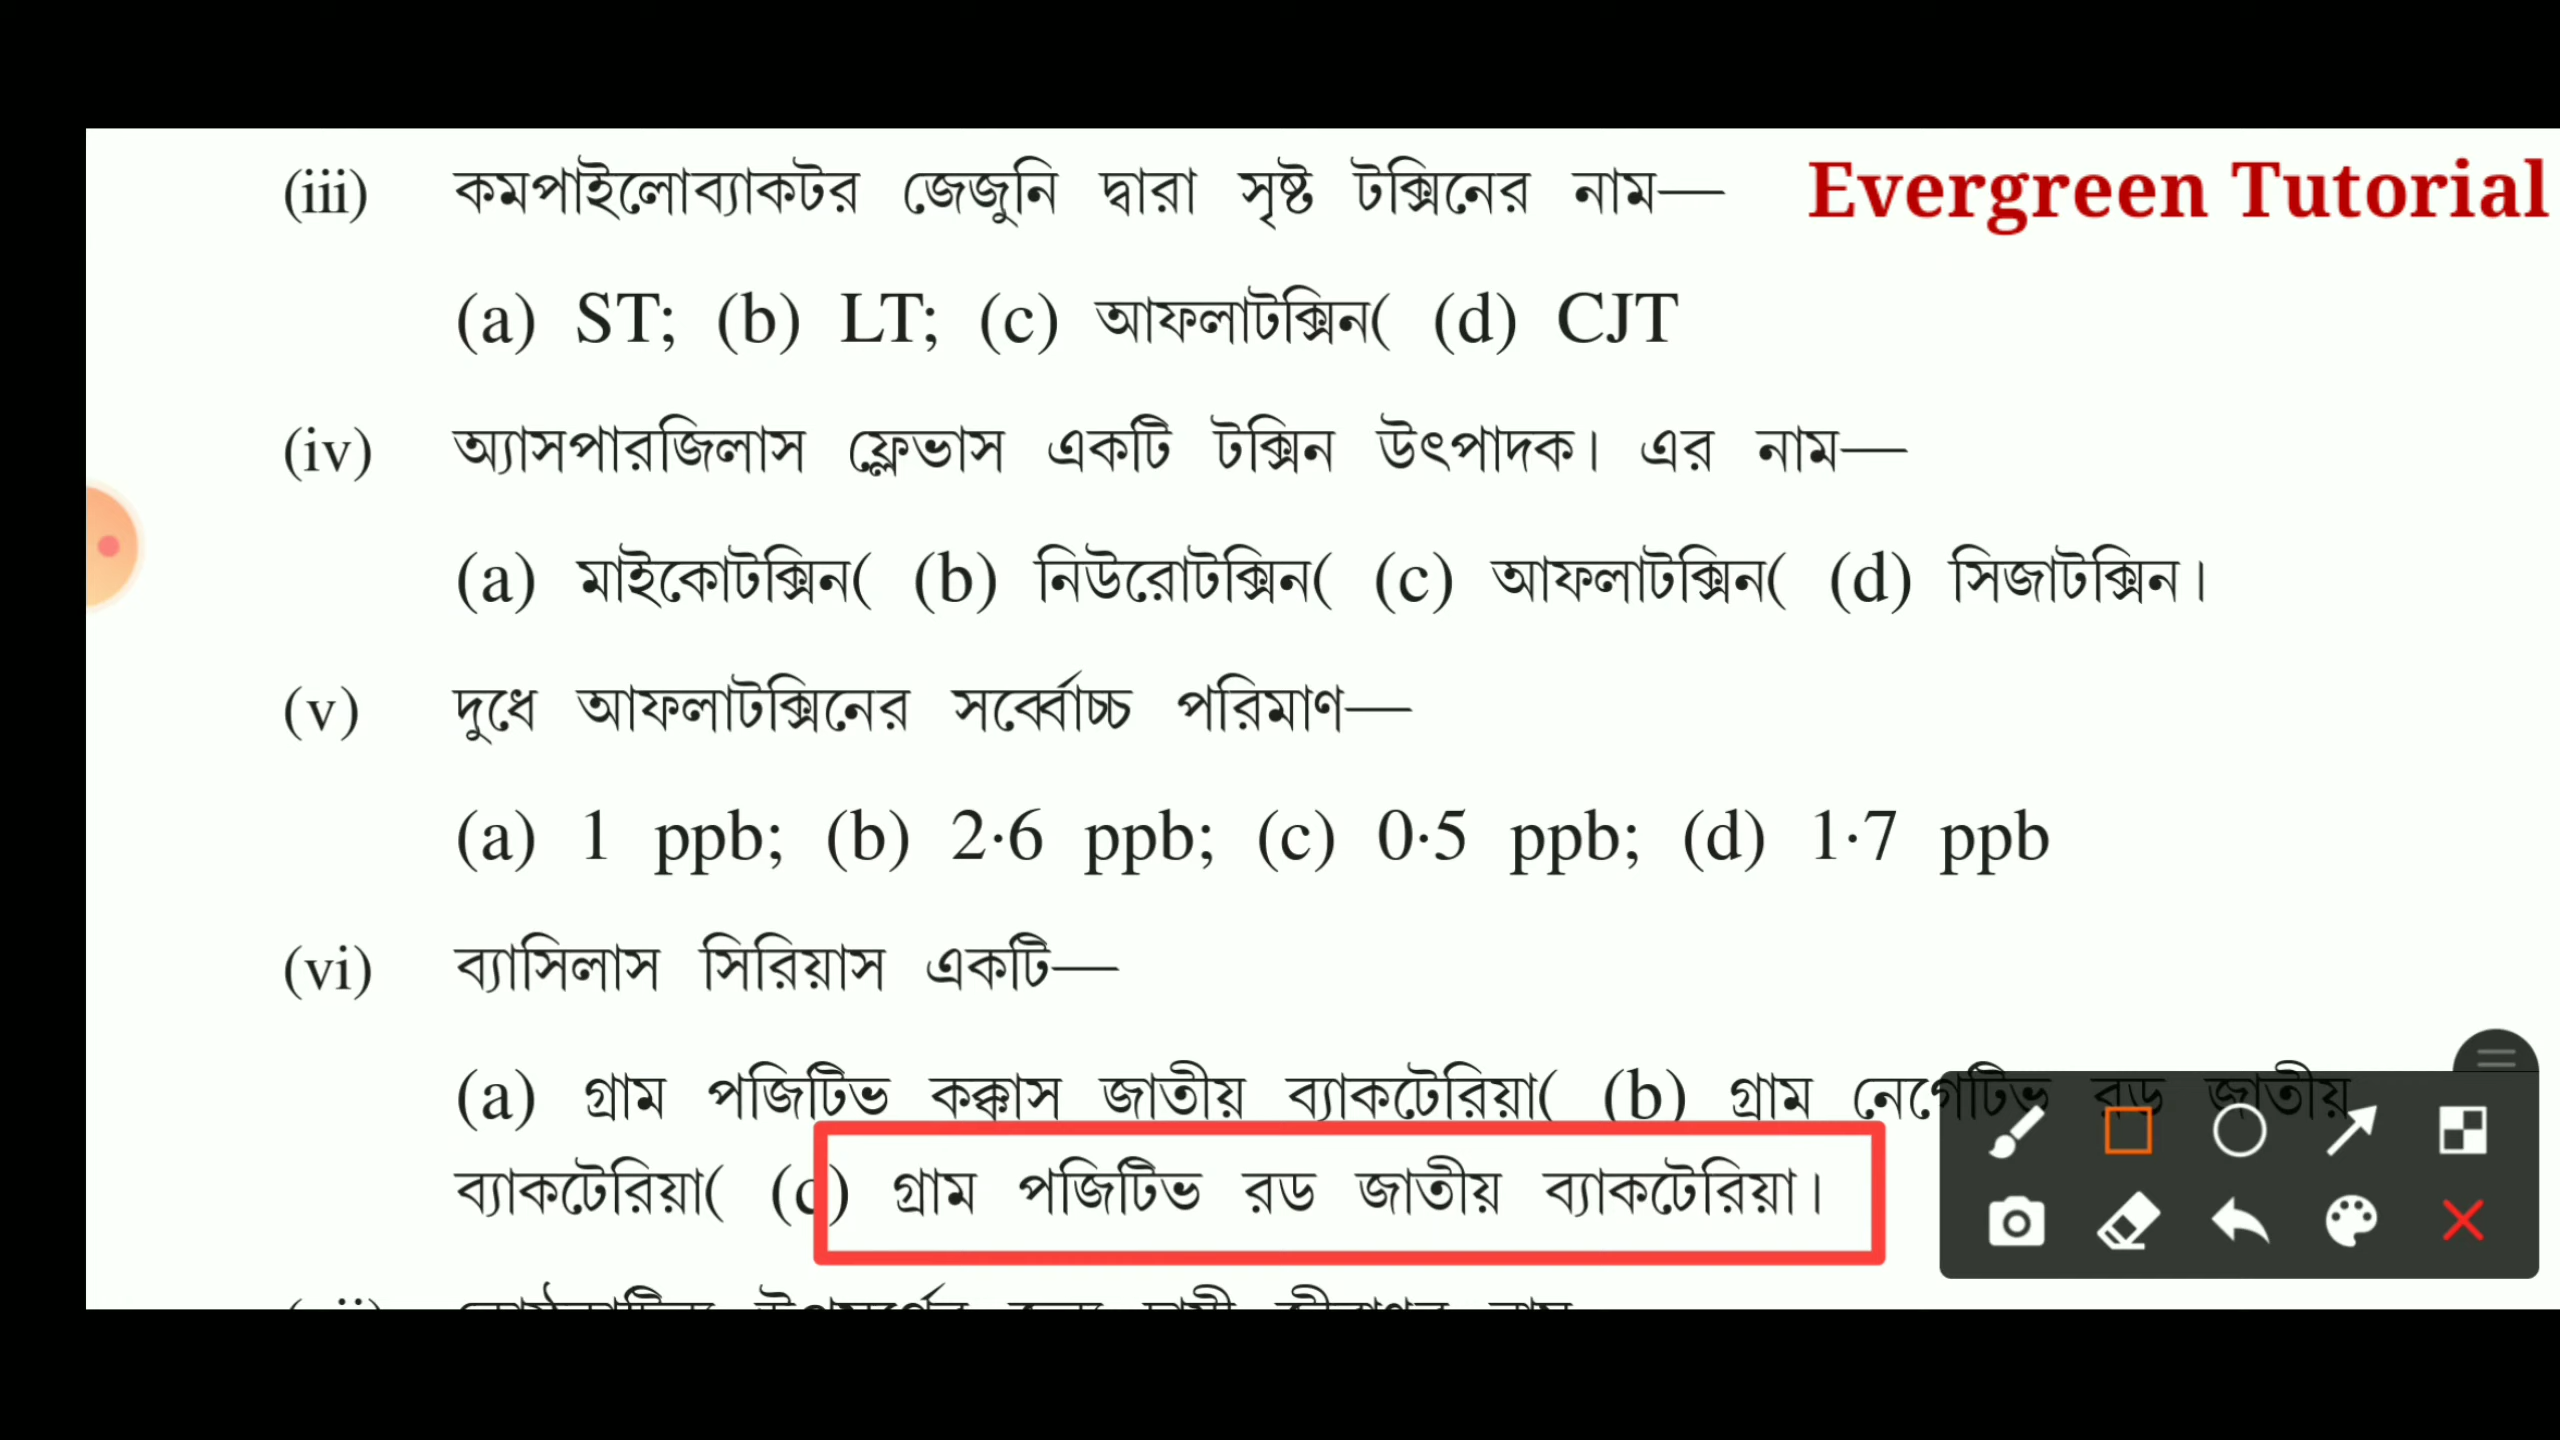 (iii) কমপাইলোব্যাকটর জেজুনি দ্বারা সৃষ্ট টক্সিনের নাম— Evergreen Tutorial
(a) ST; (b) LT; (c) আফলাটক্সিন( (d) CJT
(iv) অ্যাসপারজিলাস ফ্লেভাস একটি টক্সিন উৎপাদক। এর নাম—
(a) মাইকোটক্সিন( (b) নিউরোটক্সিন( (c) আফলাটক্সিন( (d) সিজাটক্সিন।
(v) দুধে আফলাটক্সিনের সর্ব্বোচ্চ পরিমাণ—
(a) 1 ppb; (b) 2·6 ppb; (c) 0·5 ppb; (d) 1·7 ppb
(vi) ব্যাসিলাস সিরিয়াস একটি—
(a) গ্রাম পজিটিভ কক্কাস জাতীয় ব্যাকটেরিয়া( (b) গ্রাম নেগেটিভ রড জাতীয়
ব্যাকটেরিয়া( (c) গ্রাম পজিটিভ রড জাতীয় ব্যাকটেরিয়া।